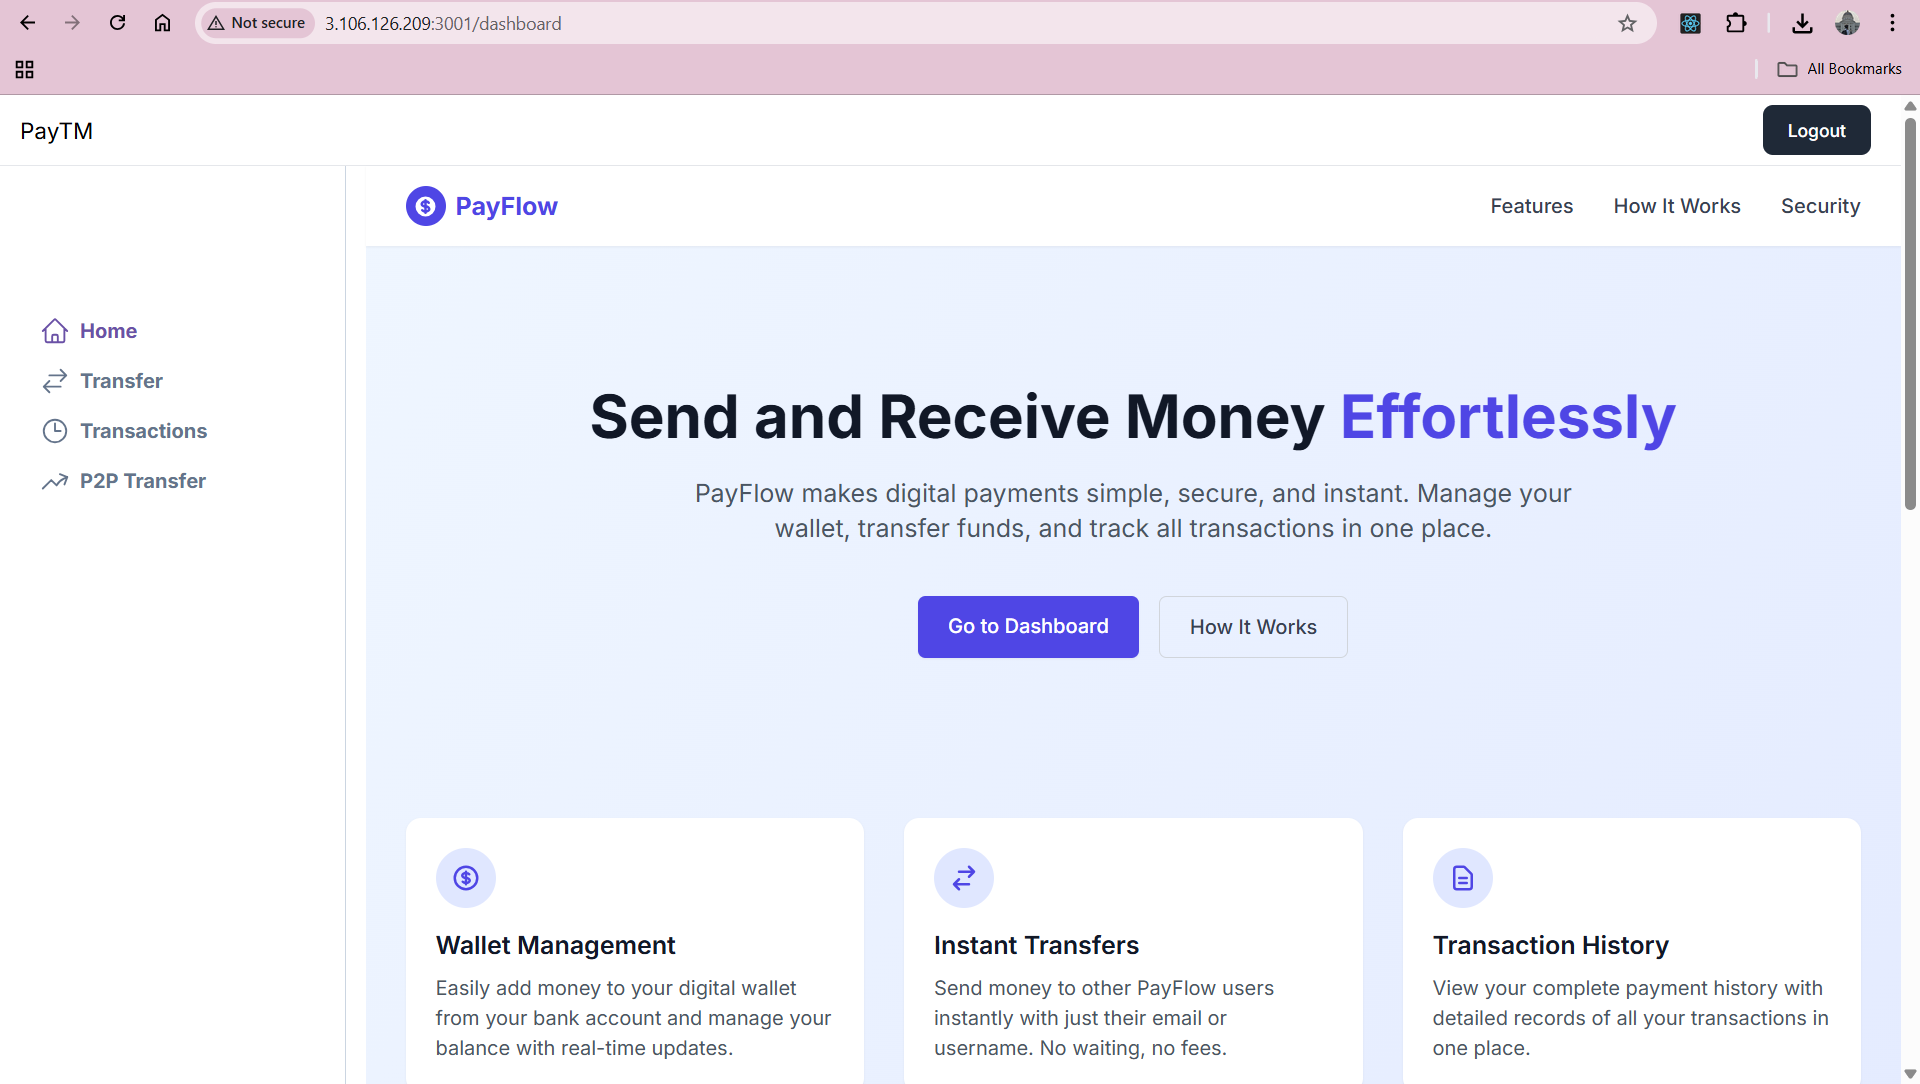 Not secure
3.106.126.209:3001/dashboard
All Bookmarks
PayTM
Logout
PayFlow
Features
How It Works
Security
Home
Transfer
Transactions
P2P Transfer
Send and Receive Money Effortlessly
PayFlow makes digital payments simple, secure, and instant. Manage your
wallet, transfer funds, and track all transactions in one place.
Go to Dashboard
How It Works
Wallet Management
Easily add money to your digital wallet
from your bank account and manage your
balance with real-time updates.
Instant Transfers
Send money to other PayFlow users
instantly with just their email or
username. No waiting, no fees.
Transaction History
View your complete payment history with
detailed records of all your transactions in
one place.